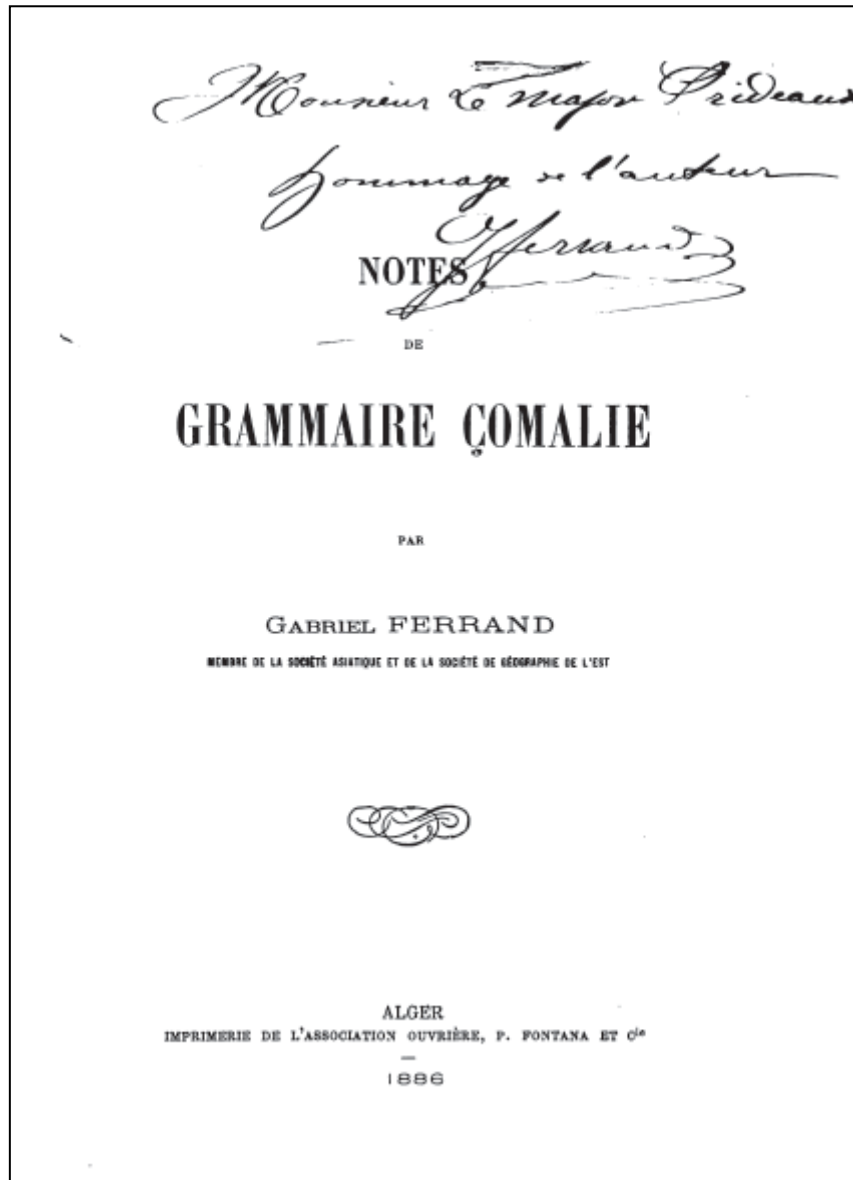 Monsieur Le Major Prideaux
hommage de l'auteur
GFerrand
NOTES
DE
GRAMMAIRE ÇOMALIE
PAR
GABRIEL FERRAND
MEMBRE DE LA SOCIÉTÉ ASIATIQUE ET DE LA SOCIÉTÉ DE GÉOGRAPHIE DE L'EST
ALGER
IMPRIMERIE DE L'ASSOCIATION OUVRIÈRE, P. FONTANA ET Cie
1886